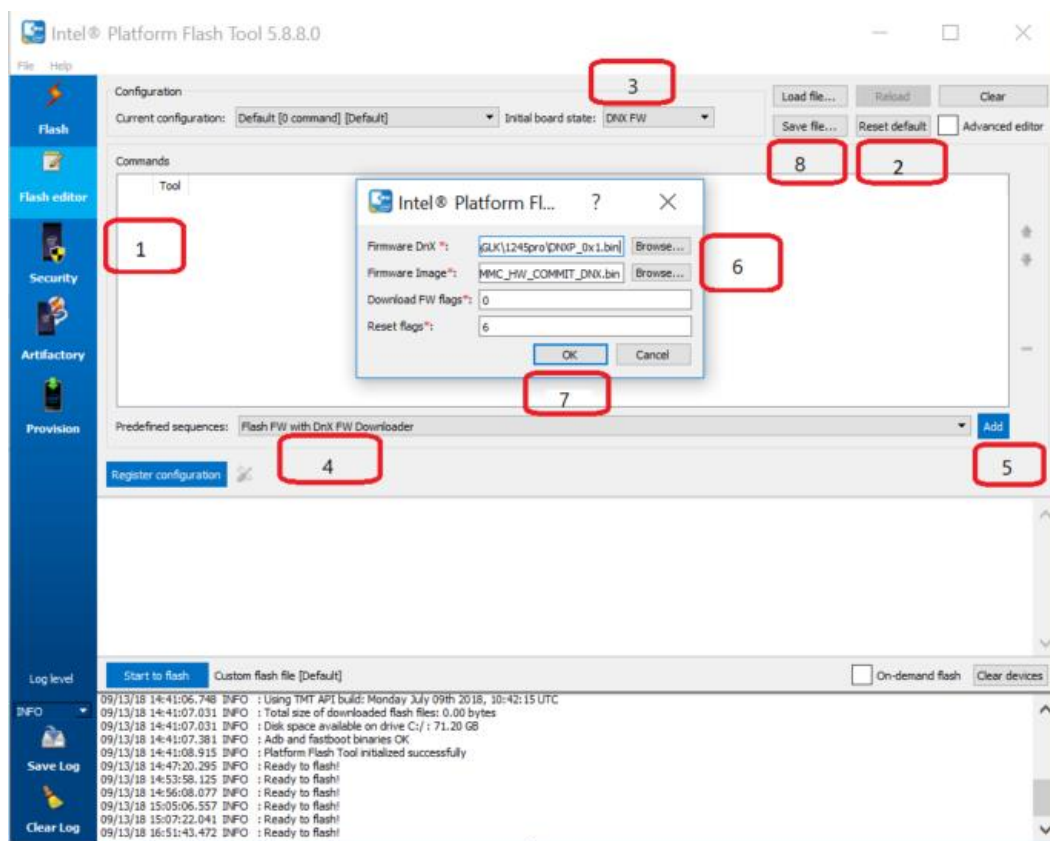 Intel® Platform Flash Tool 5.8.8.0
File Help
Flash
Flash editor
Security
Artifactory
Provision
Log level
INFO
Save Log
Clear Log
Configuration
Current configuration: Default [0 command] [Default] Initial board state: DNX FW
3
Load file... Reload Clear
Save file... Reset default Advanced editor
8 2
Commands
Tool
1
Intel® Platform Fl... ?
Firmware DnX *: GLK\1245pro\DNXP_0x1.bin Browse...
Firmware Image*: MMC_HW_COMMIT_DNX.bin Browse...
6
Download FW flags*: 0
Reset flags*: 6
OK Cancel
7
Predefined sequences: Flash FW with DnX FW Downloader Add
4
5
Register configuration
Start to flash Custom flash file [Default] On-demand flash Clear devices
09/13/18 14:41:06.748 INFO : Using TMT API build: Monday July 09th 2018, 10:42:15 UTC
09/13/18 14:41:07.031 INFO : Total size of downloaded flash files: 0.00 bytes
09/13/18 14:41:07.031 INFO : Disk space available on drive C:/ : 71.20 GB
09/13/18 14:41:07.381 INFO : Adb and fastboot binaries OK
09/13/18 14:41:08.915 INFO : Platform Flash Tool initialized successfully
09/13/18 14:47:20.295 INFO : Ready to flash!
09/13/18 14:53:58.125 INFO : Ready to flash!
09/13/18 14:56:08.077 INFO : Ready to flash!
09/13/18 15:05:06.557 INFO : Ready to flash!
09/13/18 15:07:22.041 INFO : Ready to flash!
09/13/18 16:51:43.472 INFO : Ready to flash!